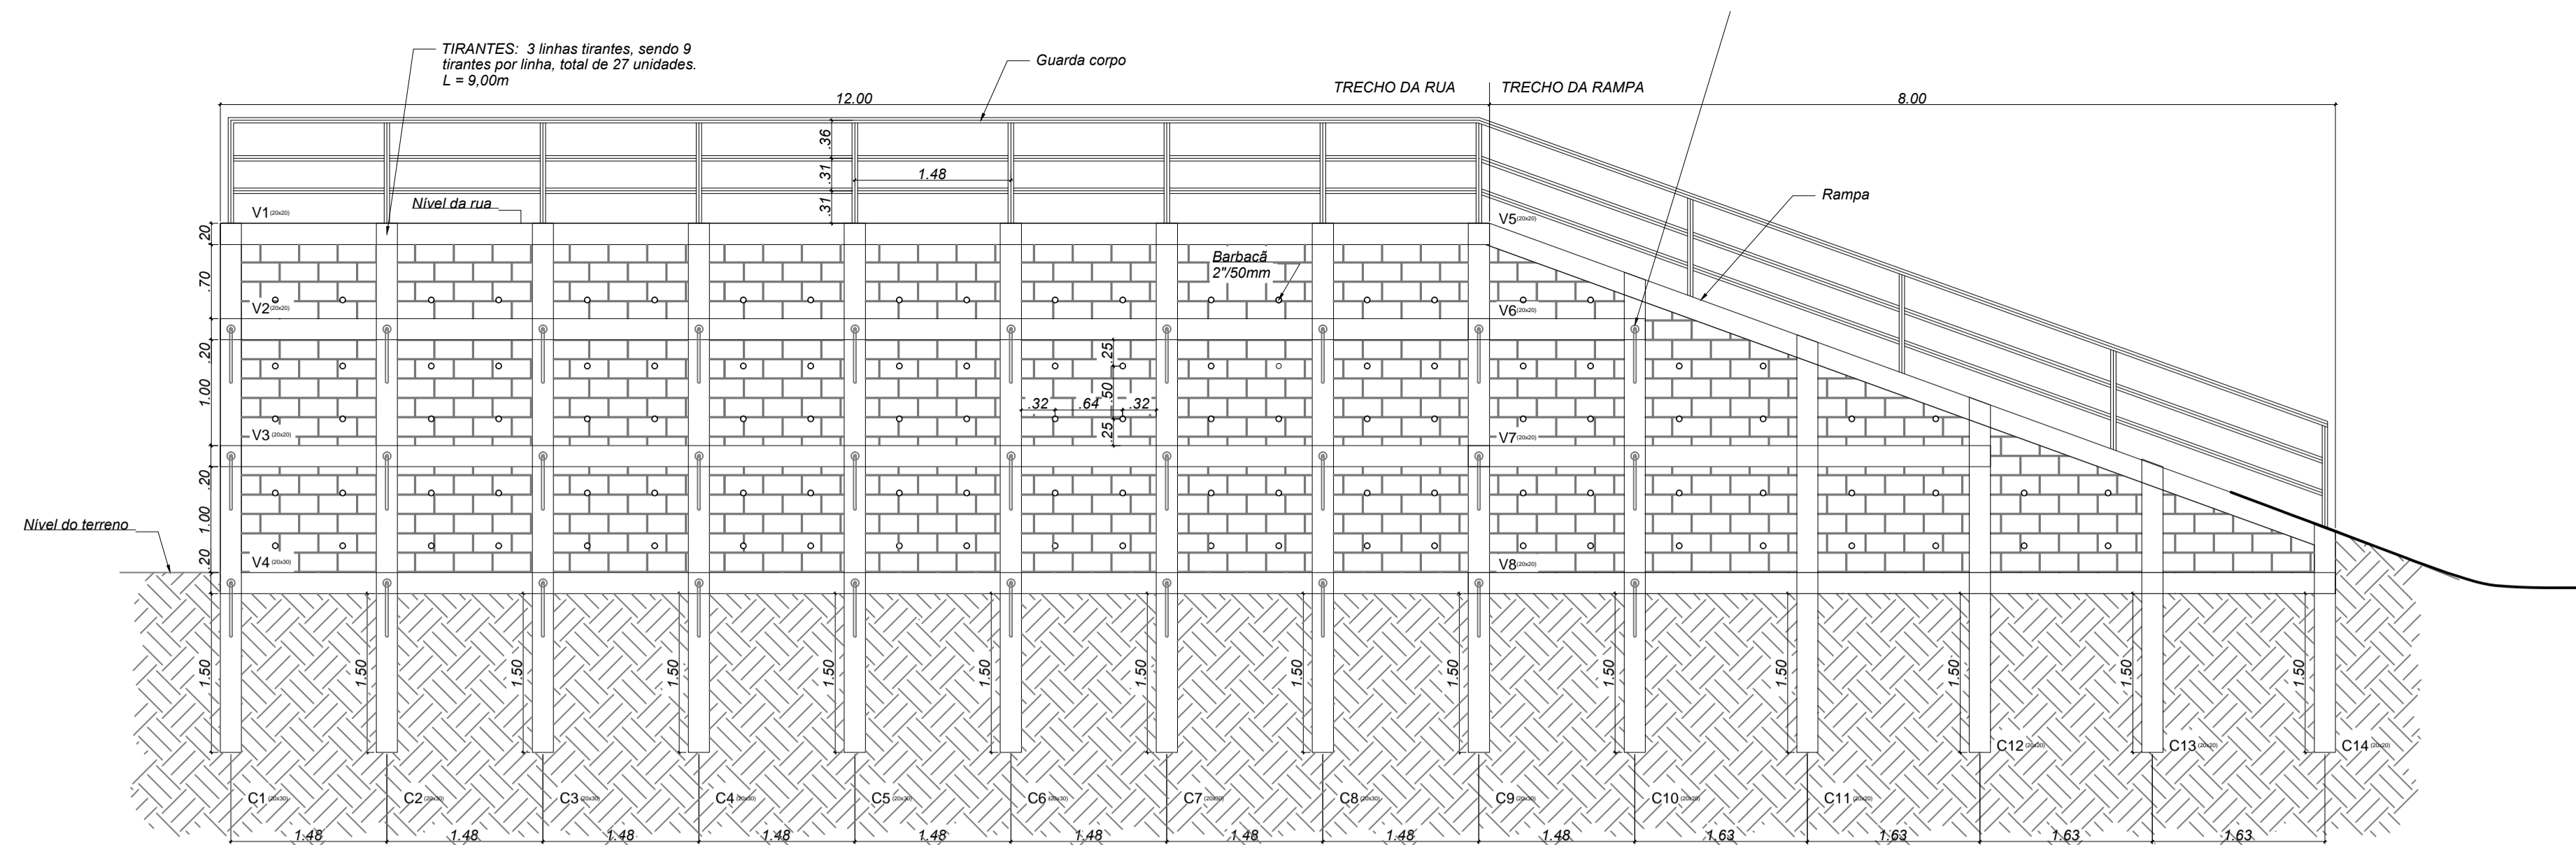 TIRANTES: 3 linhas tirantes, sendo 9
tirantes por linha, total de 27 unidades.
L = 9,00m
Guarda corpo
TRECHO DA RUA
TRECHO DA RAMPA
12.00
8.00
.36
.31
.31
1.48
Nível da rua
Rampa
V1 (20x20)
V5 (20x20)
.20
.70
Barbacã
2"/50mm
V2 (20x20)
V6 (20x20)
.20
1.00
.25
.50
.25
.32
.64
.32
V3 (20x20)
V7 (20x20)
.20
1.00
.20
Nível do terreno
V4 (20x30)
V8 (20x20)
1.50
1.50
1.50
1.50
1.50
1.50
1.50
1.50
1.50
1.50
1.50
1.50
1.50
1.50
C12 (20x20)
C13 (20x20)
C14 (20x20)
C1 (20x30)
C2 (20x30)
C3 (20x30)
C4 (20x30)
C5 (20x30)
C6 (20x30)
C7 (20x30)
C8 (20x30)
C9 (20x30)
C10 (20x20)
C11 (20x20)
1.48
1.48
1.48
1.48
1.48
1.48
1.48
1.48
1.48
1.63
1.63
1.63
1.63